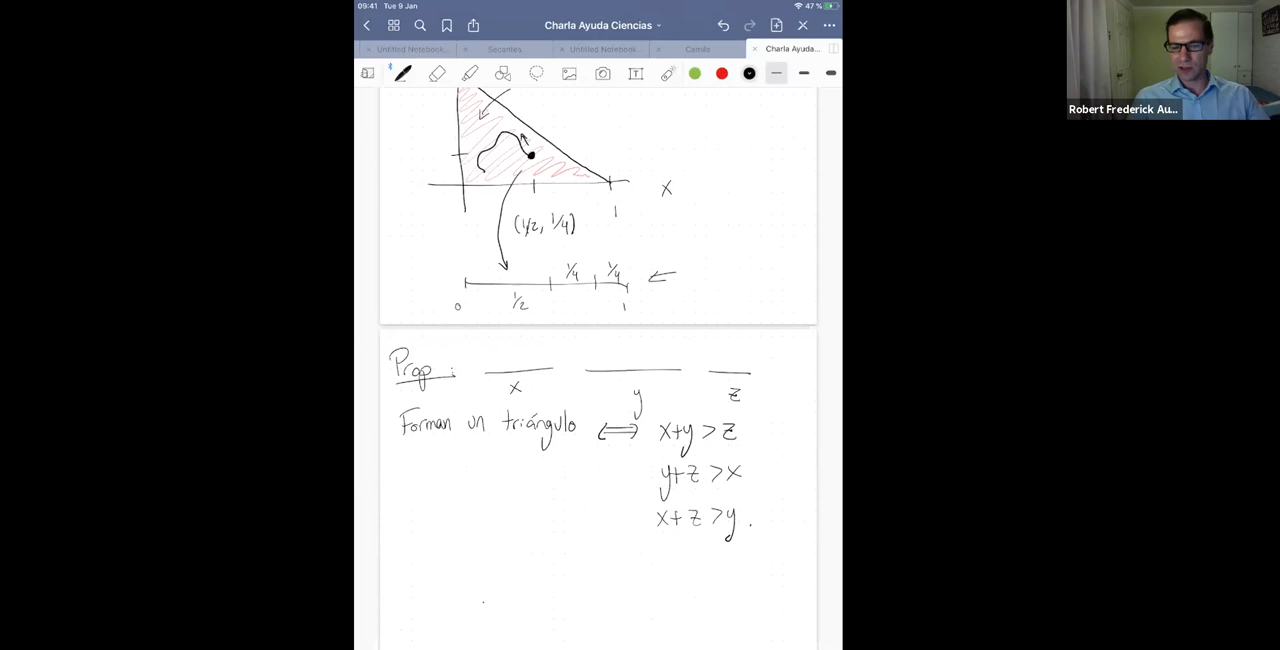 09:41 Tue 9 Jan
47 %
Charla Ayuda Ciencias
Untitled Notebook...
Secantes
Untitled Notebook...
Camila
Charla Ayuda...
Robert Frederick Au...
x
1
(1/2, 1/4)
1/4 1/4
0 1/2 1
Prop :
x y z
Forman un triángulo ⟺ x+y > z
y+z > x
x+z > y .